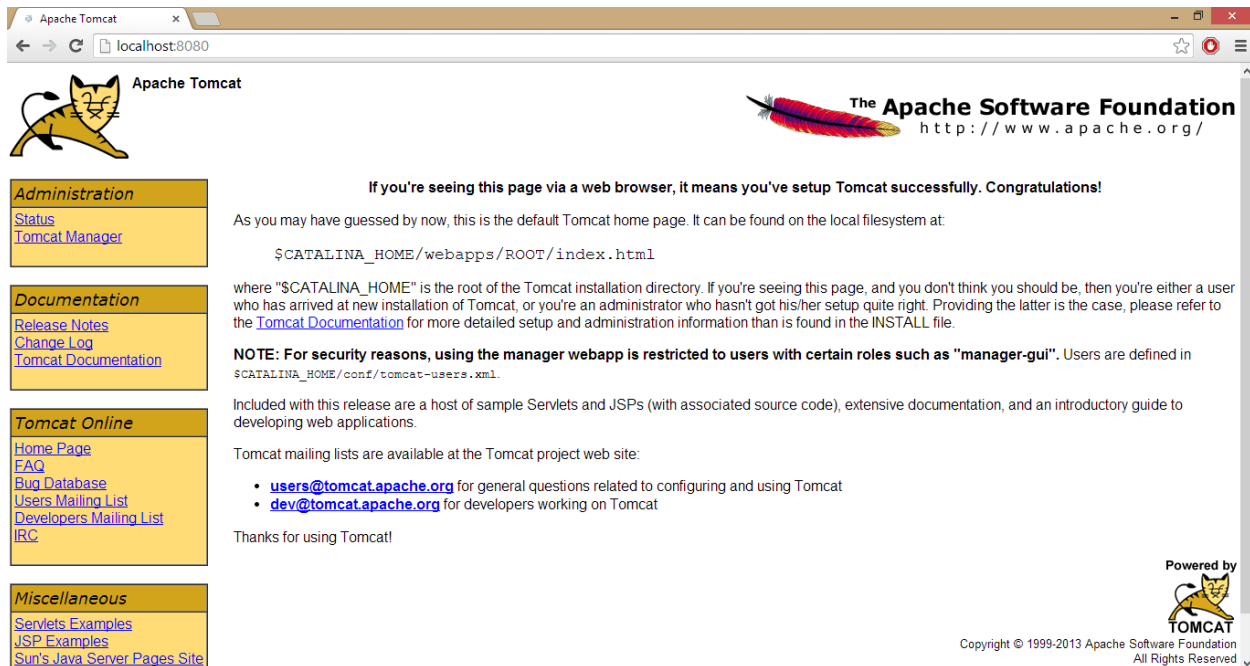 Apache Tomcat
localhost:8080
Apache Tomcat
The Apache Software Foundation
http://www.apache.org/
Administration
Status
Tomcat Manager
Documentation
Release Notes
Change Log
Tomcat Documentation
Tomcat Online
Home Page
FAQ
Bug Database
Users Mailing List
Developers Mailing List
IRC
Miscellaneous
Servlets Examples
JSP Examples
Sun's Java Server Pages Site
If you're seeing this page via a web browser, it means you've setup Tomcat successfully. Congratulations!
As you may have guessed by now, this is the default Tomcat home page. It can be found on the local filesystem at:
$CATALINA_HOME/webapps/ROOT/index.html
where "$CATALINA_HOME" is the root of the Tomcat installation directory. If you're seeing this page, and you don't think you should be, then you're either a user
who has arrived at new installation of Tomcat, or you're an administrator who hasn't got his/her setup quite right. Providing the latter is the case, please refer to
the Tomcat Documentation for more detailed setup and administration information than is found in the INSTALL file.
NOTE: For security reasons, using the manager webapp is restricted to users with certain roles such as "manager-gui". Users are defined in
$CATALINA_HOME/conf/tomcat-users.xml.
Included with this release are a host of sample Servlets and JSPs (with associated source code), extensive documentation, and an introductory guide to
developing web applications.
Tomcat mailing lists are available at the Tomcat project web site:
• users@tomcat.apache.org for general questions related to configuring and using Tomcat
• dev@tomcat.apache.org for developers working on Tomcat
Thanks for using Tomcat!
Powered by
TOMCAT
Copyright © 1999-2013 Apache Software Foundation
All Rights Reserved